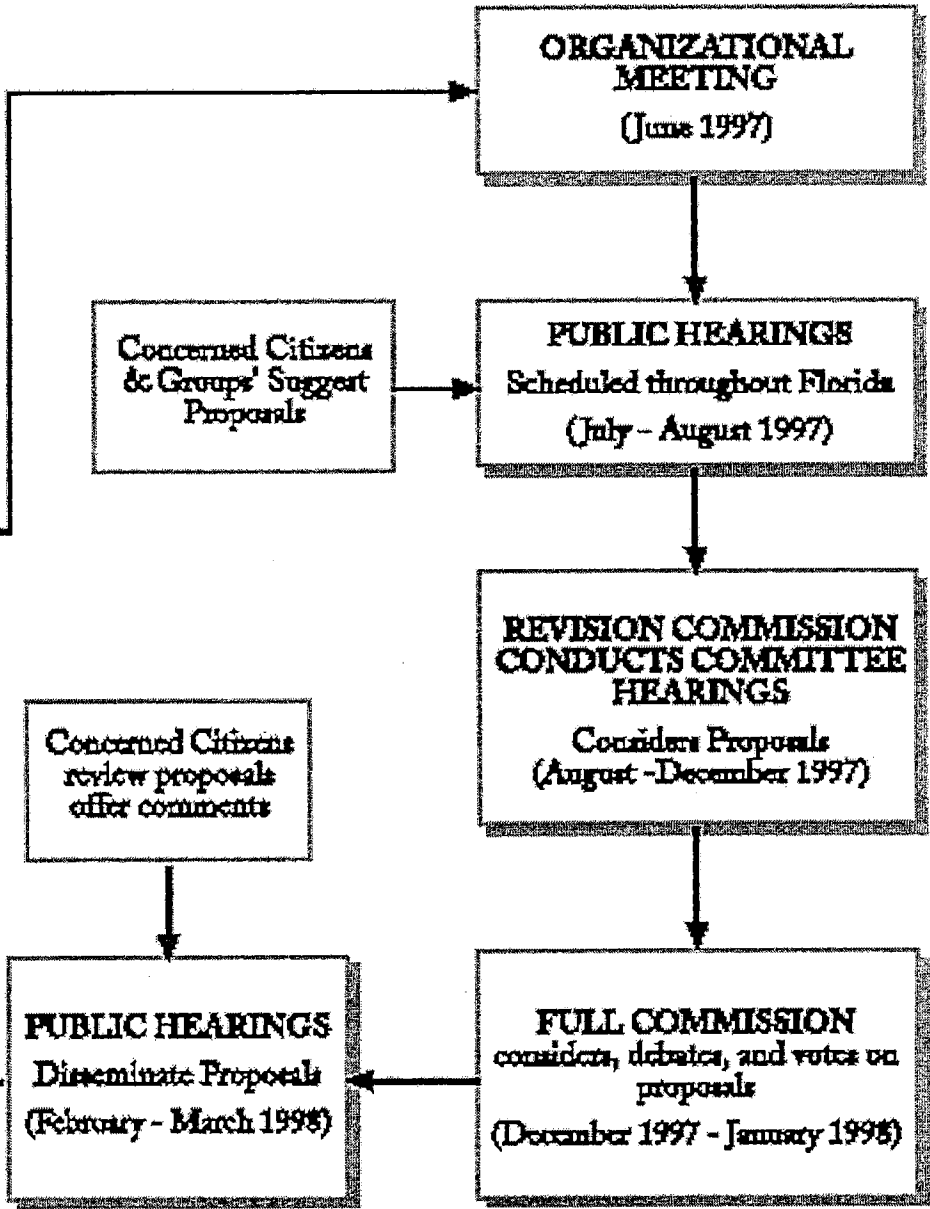 ORGANIZATIONAL
MEETING
(June 1997)
Concerned Citizens
& Groups' Suggest
Proposals
PUBLIC HEARINGS
Scheduled throughout Florida
(July - August 1997)
REVISION COMMISSION
CONDUCTS COMMITTEE
HEARINGS
Considers Proposals
(August -December 1997)
Concerned Citizens
review proposals
offer comments
FULL COMMISSION
considers, debates, and votes on
proposals
(December 1997 - January 1998)
PUBLIC HEARINGS
Disseminate Proposals
(February - March 1998)